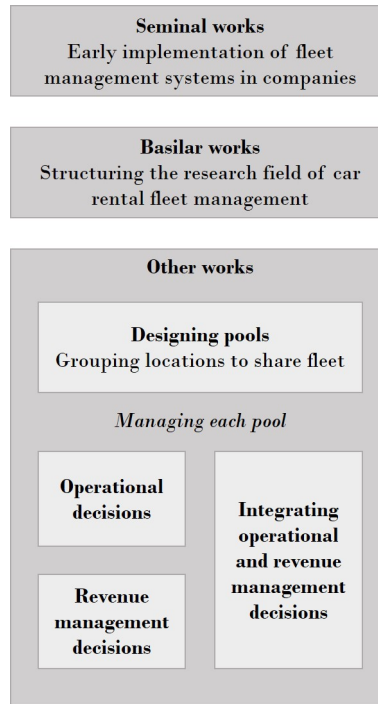 Seminal works
Early implementation of fleet
management systems in companies
Basilar works
Structuring the research field of car
rental fleet management
Other works
Designing pools
Grouping locations to share fleet
Managing each pool
Operational
decisions
Revenue
management
decisions
Integrating
operational
and revenue
management
decisions